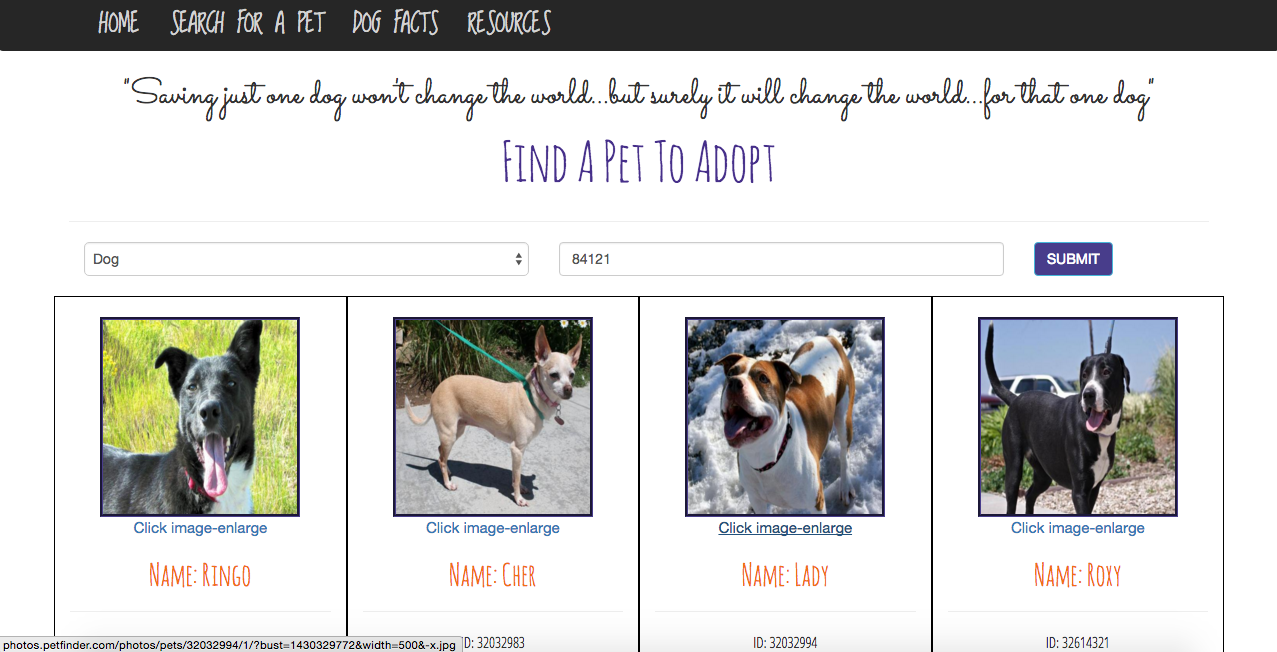 HOME SEARCH FOR A PET DOG FACTS RESOURCES
"Saving just one dog won't change the world...but surely it will change the world...for that one dog"
FIND A PET TO ADOPT
Dog 84121 SUBMIT
Click image-enlarge Click image-enlarge Click image-enlarge Click image-enlarge
NAME: RINGO NAME: CHER NAME: LADY NAME: ROXY
photos.petfinder.com/photos/pets/32032994/1/?bust=1430329772&width=500&-x.jpg D: 32032983 ID: 32032994 ID: 32614321